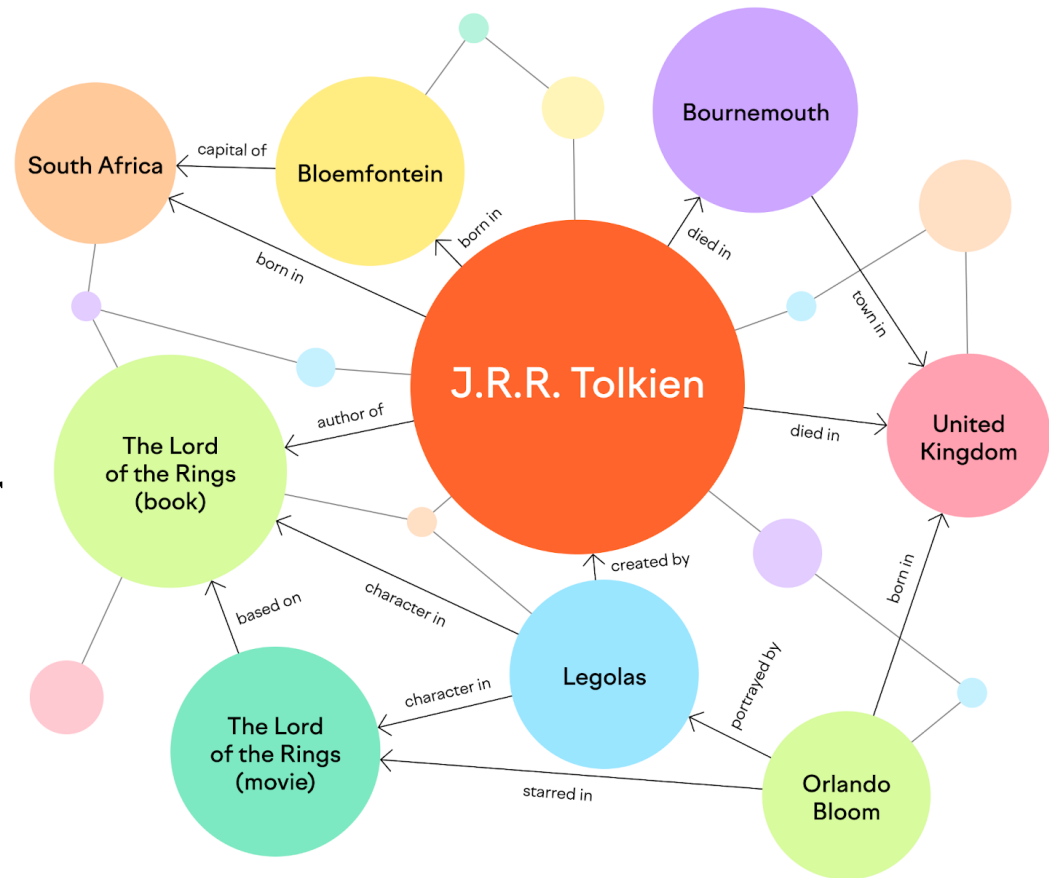 Bournemouth
South Africa
capital of
Bloemfontein
born in
died in
born in
town in
J.R.R. Tolkien
author of
died in
United
Kingdom
The Lord
of the Rings
(book)
created by
born in
character in
based on
Legolas
portrayed by
character in
The Lord
of the Rings
(movie)
starred in
Orlando
Bloom